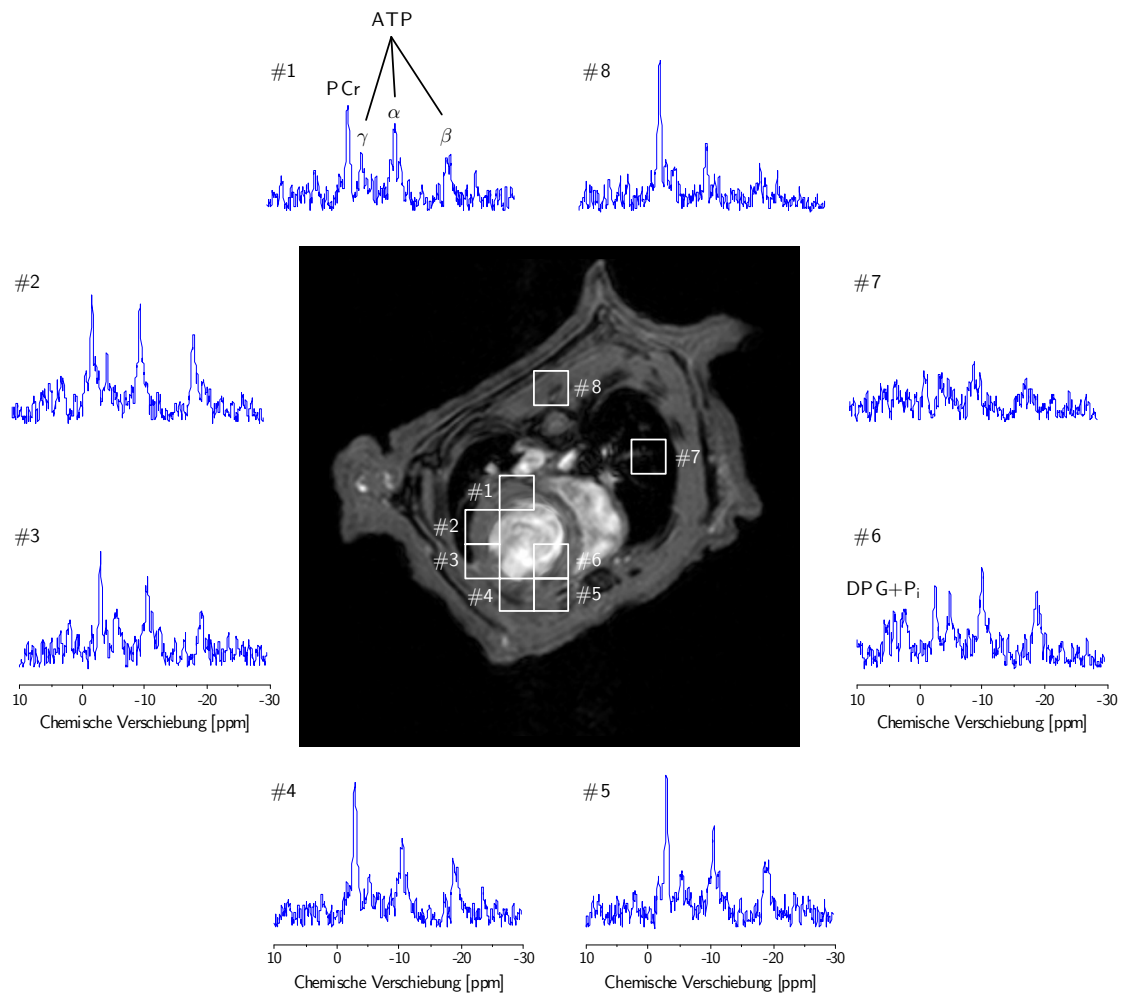 ATP
#1
#8
PCr
γ
α
β
#2
#7
#8
#7
#1
#2
#3
#6
#4
#5
#3
#6
DPG+Pi
10 0 -10 -20 -30
Chemische Verschiebung [ppm]
10 0 -10 -20 -30
Chemische Verschiebung [ppm]
#4
#5
10 0 -10 -20 -30
Chemische Verschiebung [ppm]
10 0 -10 -20 -30
Chemische Verschiebung [ppm]